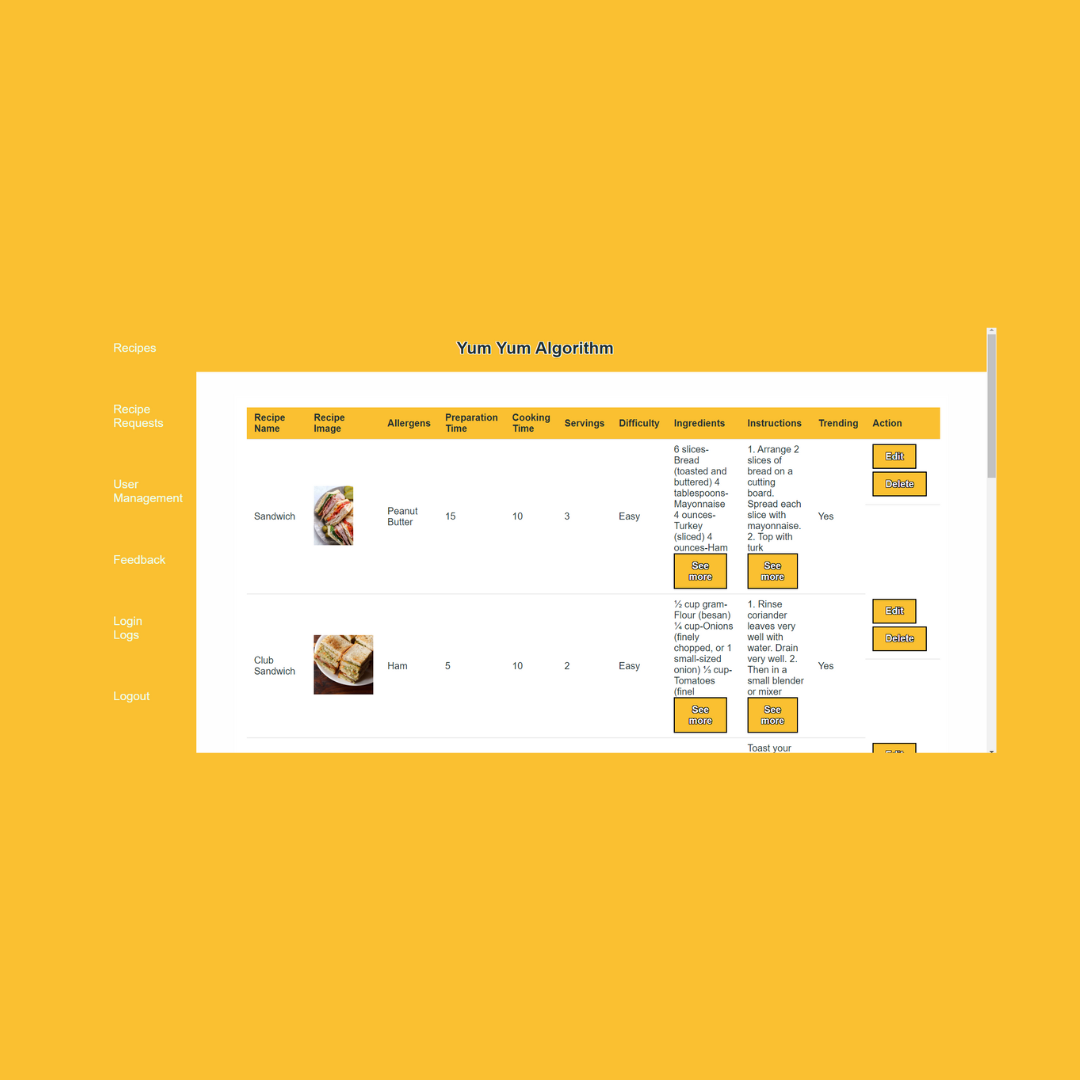 Recipes
Recipe
Requests
User
Management
Feedback
Login
Logs
Logout
Yum Yum Algorithm
Recipe
Name
Recipe
Image
Allergens
Preparation
Time
Cooking
Time
Servings
Difficulty
Ingredients
Instructions
Trending
Action
Sandwich
Peanut
Butter
15
10
3
Easy
6 slices-
Bread
(toasted and
buttered) 4
tablespoons-
Mayonnaise
4 ounces-
Turkey
(sliced) 4
ounces-Ham
See
more
1. Arrange 2
slices of
bread on a
cutting
board.
Spread each
slice with
mayonnaise.
2. Top with
turk
See
more
Yes
Edit
Delete
Club
Sandwich
Ham
5
10
2
Easy
½ cup gram-
Flour (besan)
¼ cup-Onions
(finely
chopped, or 1
small-sized
onion) ⅓ cup-
Tomatoes
(finel
See
more
1. Rinse
coriander
leaves very
well with
water. Drain
very well. 2.
Then in a
small blender
or mixer
See
more
Yes
Edit
Delete
Toast your
Edit